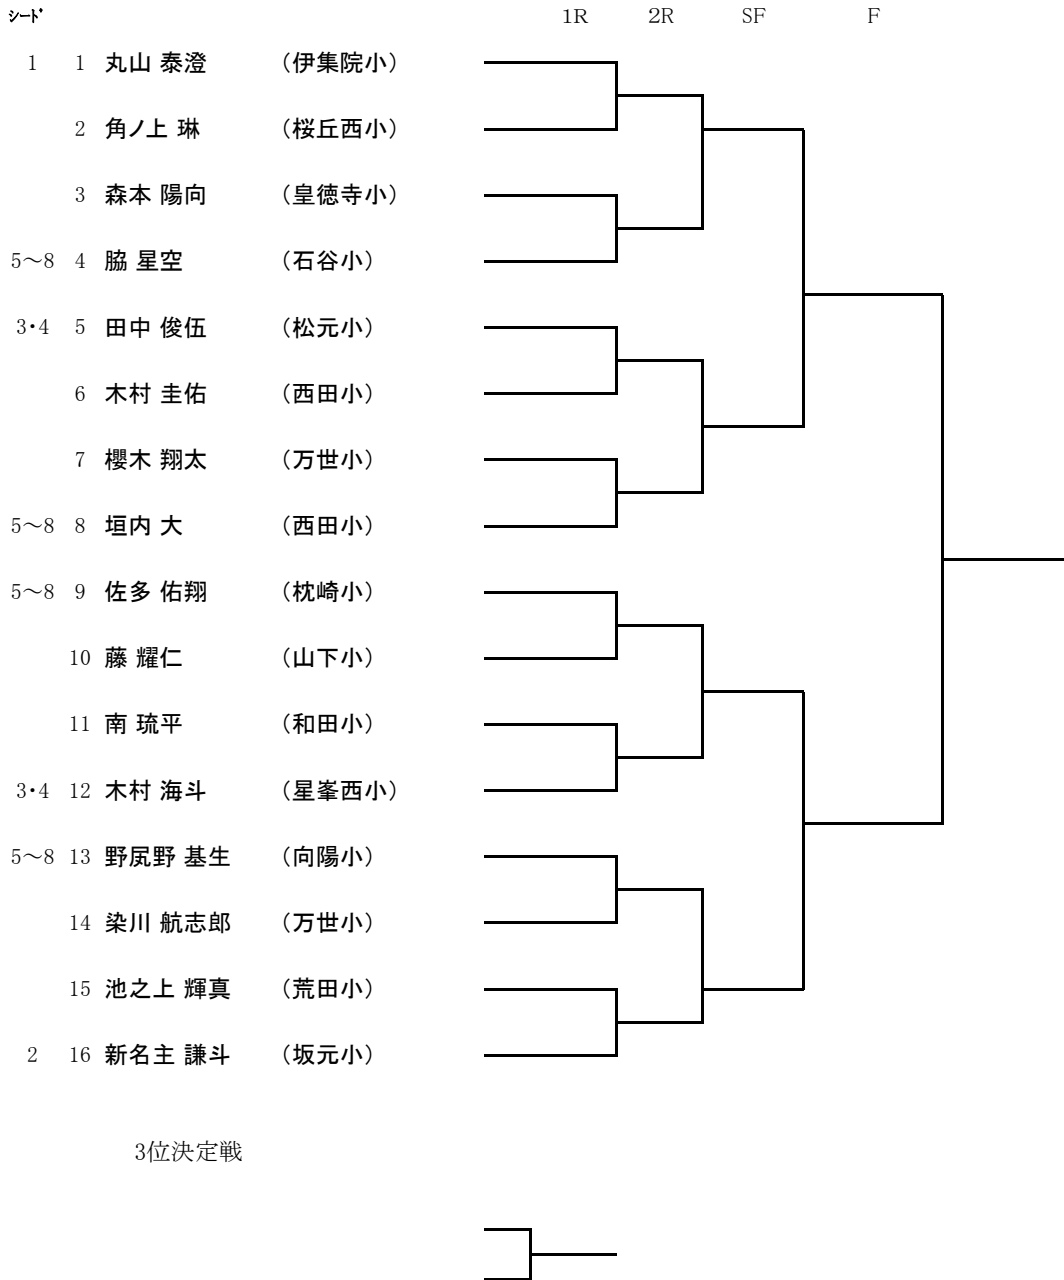 ｼｰﾄﾞ 1R 2R SF F
1 1 丸山 泰澄 （伊集院小）
2 角ノ上 琳 （桜丘西小）
3 森本 陽向 （皇徳寺小）
5～8 4 脇 星空 （石谷小）
3・4 5 田中 俊伍 （松元小）
6 木村 圭佑 （西田小）
7 櫻木 翔太 （万世小）
5～8 8 垣内 大 （西田小）
5～8 9 佐多 佑翔 （枕崎小）
10 藤 耀仁 （山下小）
11 南 琉平 （和田小）
3・4 12 木村 海斗 （星峯西小）
5～8 13 野尻野 基生 （向陽小）
14 染川 航志郎 （万世小）
15 池之上 輝真 （荒田小）
2 16 新名主 謙斗 （坂元小）
3位決定戦